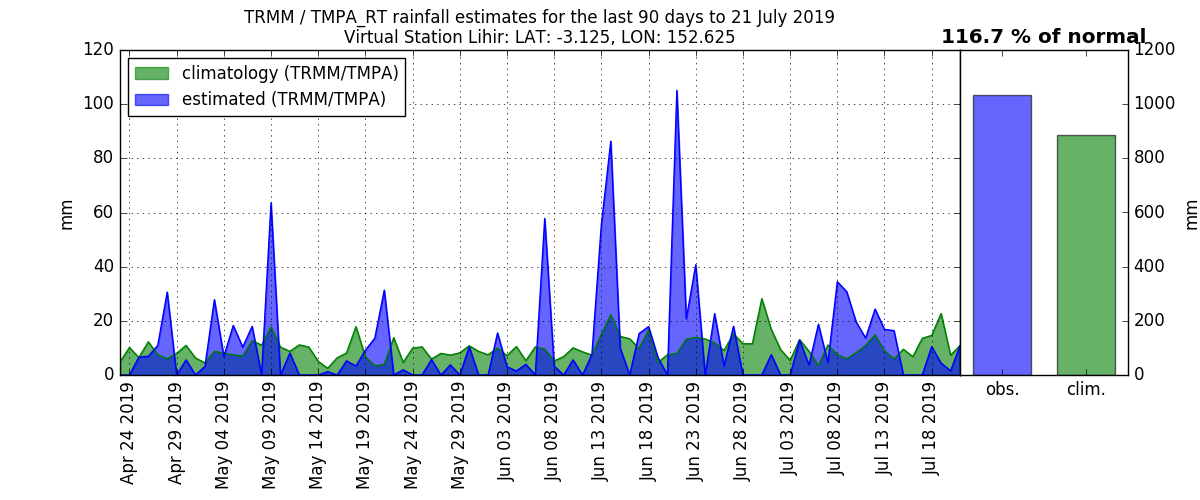 TRMM / TMPA_RT rainfall estimates for the last 90 days to 21 July 2019
Virtual Station Lihir: LAT: -3.125, LON: 152.625
116.7 % of normal
climatology (TRMM/TMPA)
estimated (TRMM/TMPA)
120
100
80
60
40
20
0
mm
1200
1000
800
600
400
200
0
mm
Apr 24 2019
Apr 29 2019
May 04 2019
May 09 2019
May 14 2019
May 19 2019
May 24 2019
May 29 2019
Jun 03 2019
Jun 08 2019
Jun 13 2019
Jun 18 2019
Jun 23 2019
Jun 28 2019
Jul 03 2019
Jul 08 2019
Jul 13 2019
Jul 18 2019
obs.
clim.